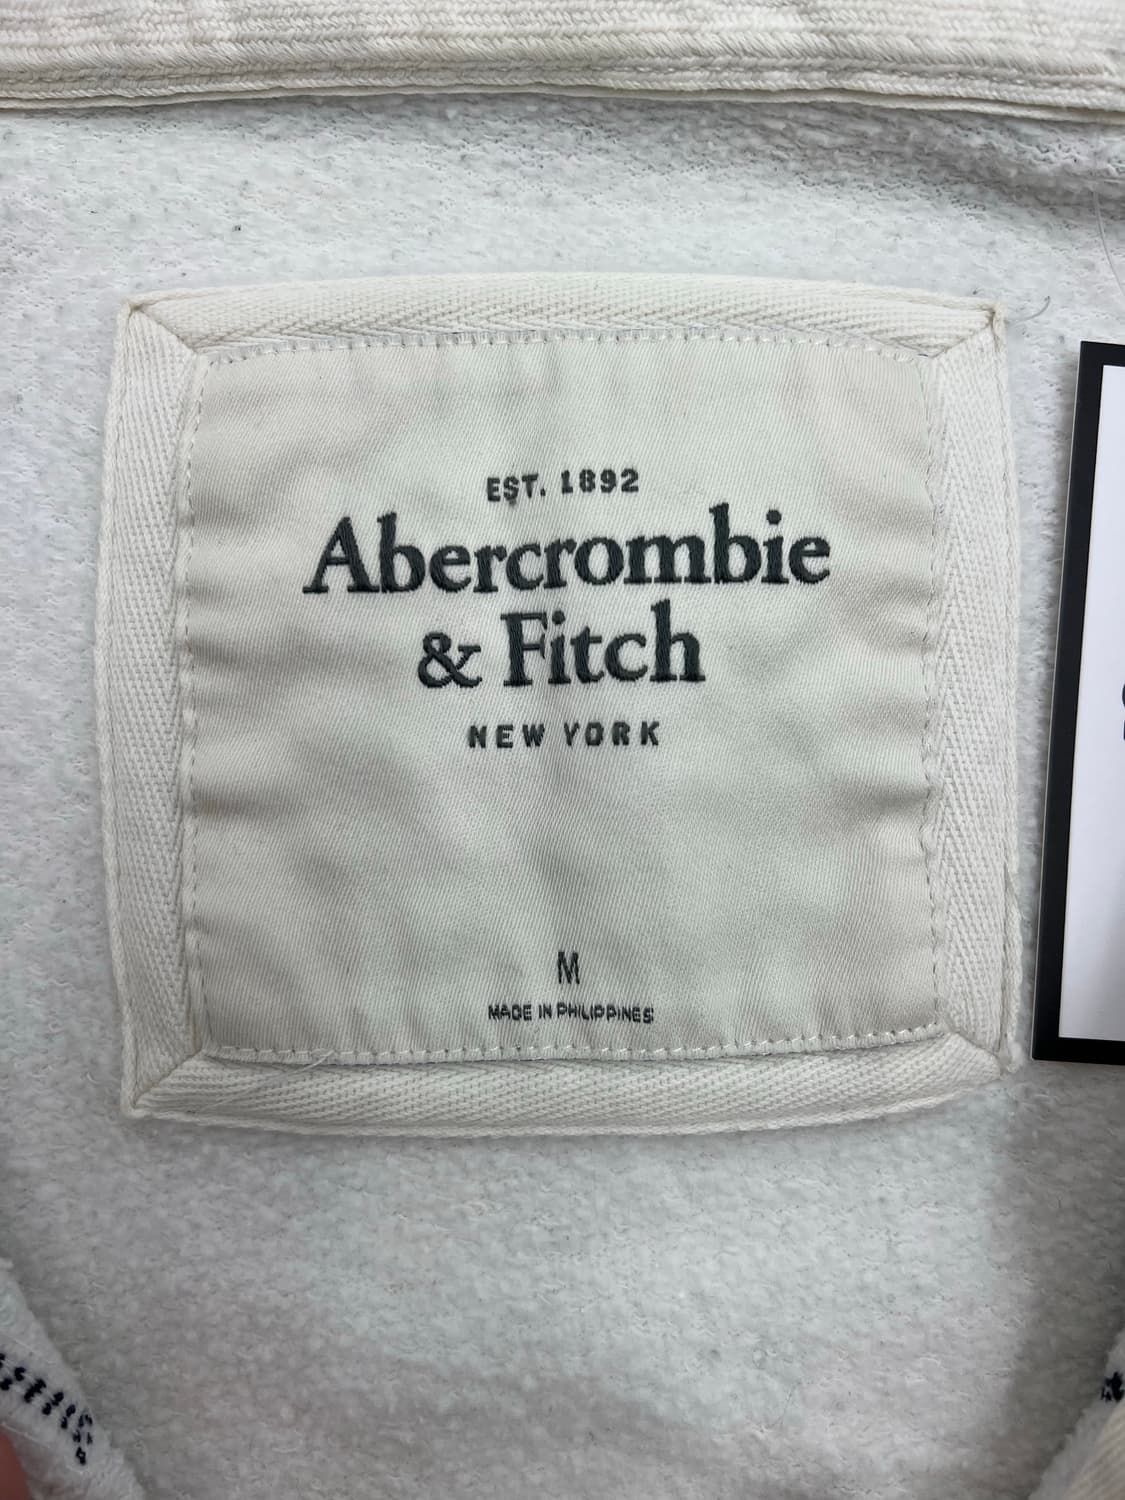 EST. 1892
Abercrombie
& Fitch
NEW YORK
M
MADE IN PHILIPPINES